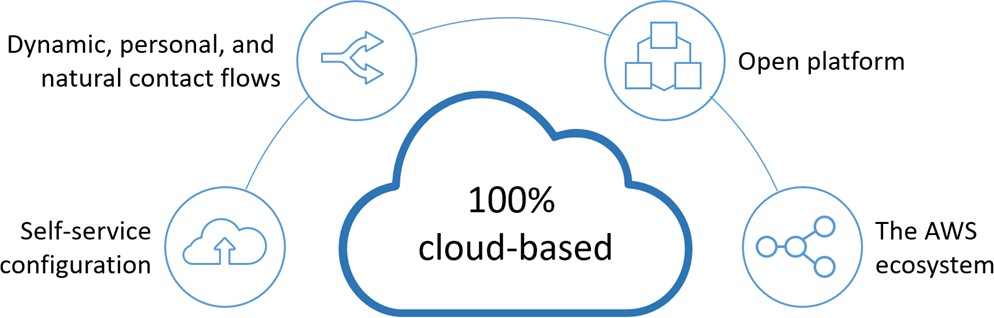 Dynamic, personal, and
natural contact flows
Open platform
100%
cloud-based
Self-service
configuration
The AWS
ecosystem